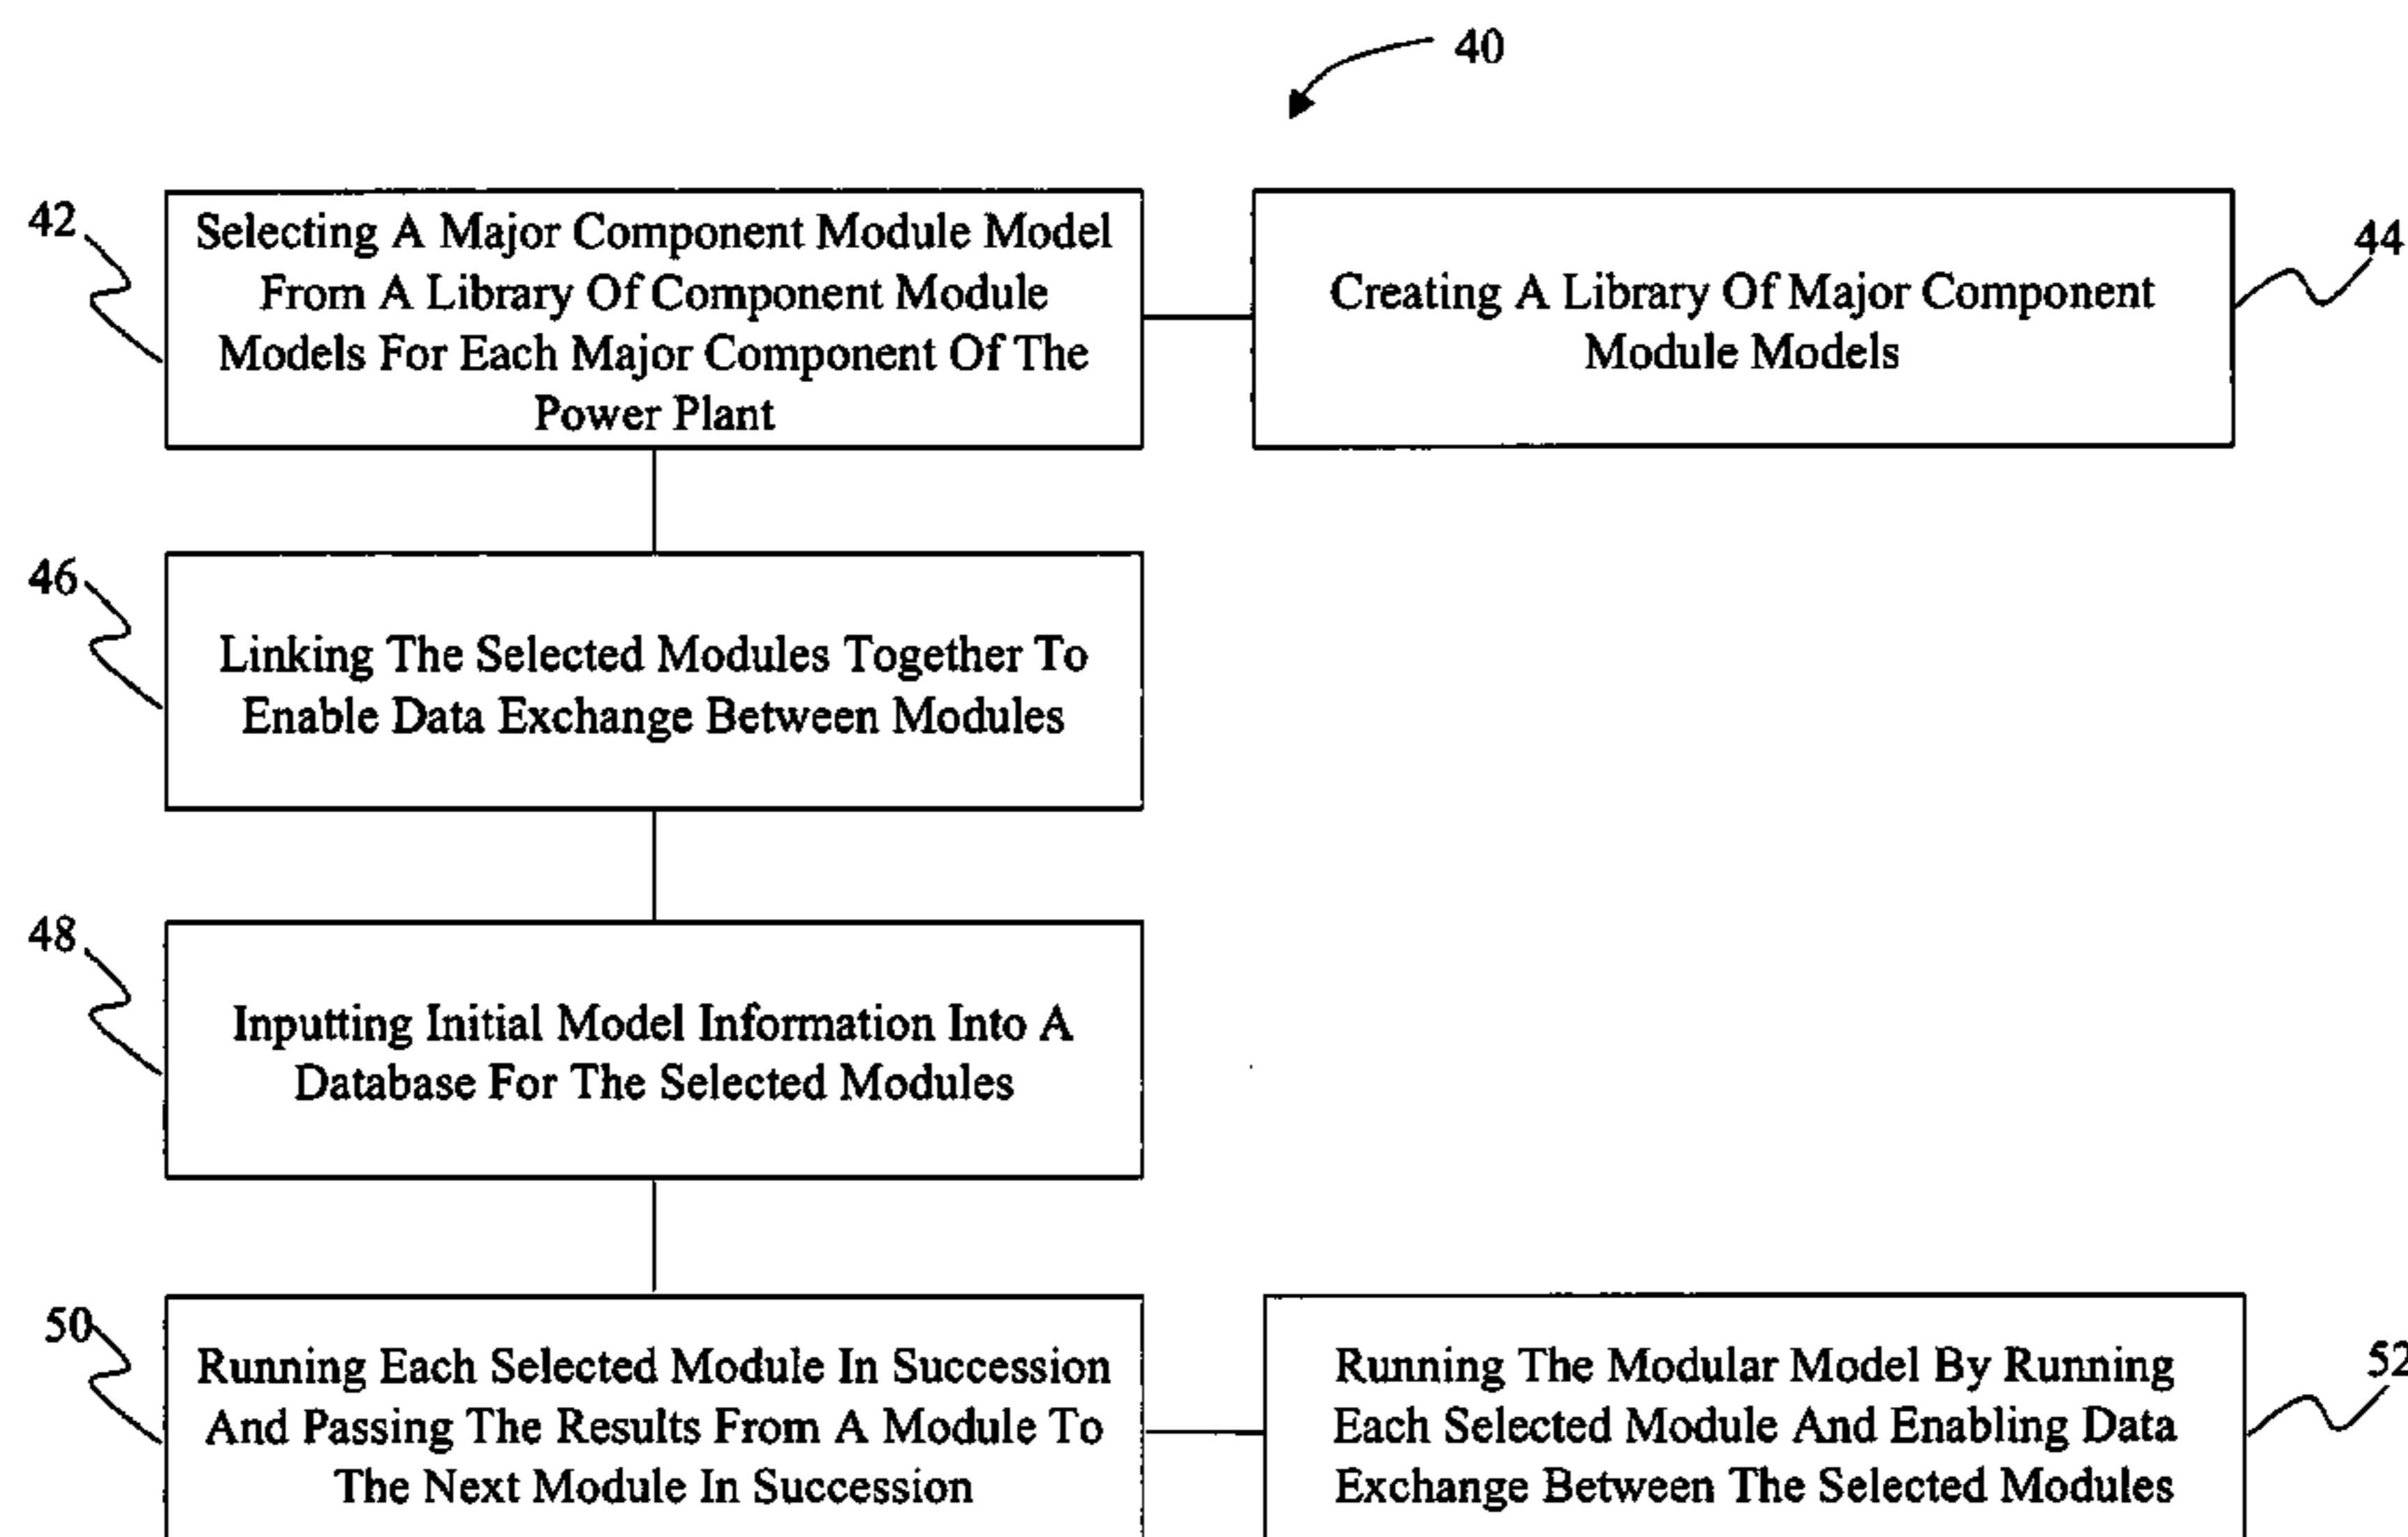 40
42
Selecting A Major Component Module Model
From A Library Of Component Module
Models For Each Major Component Of The
Power Plant
44
Creating A Library Of Major Component
Module Models
46
Linking The Selected Modules Together To
Enable Data Exchange Between Modules
48
Inputting Initial Model Information Into A
Database For The Selected Modules
50
Running Each Selected Module In Succession
And Passing The Results From A Module To
The Next Module In Succession
52
Running The Modular Model By Running
Each Selected Module And Enabling Data
Exchange Between The Selected Modules